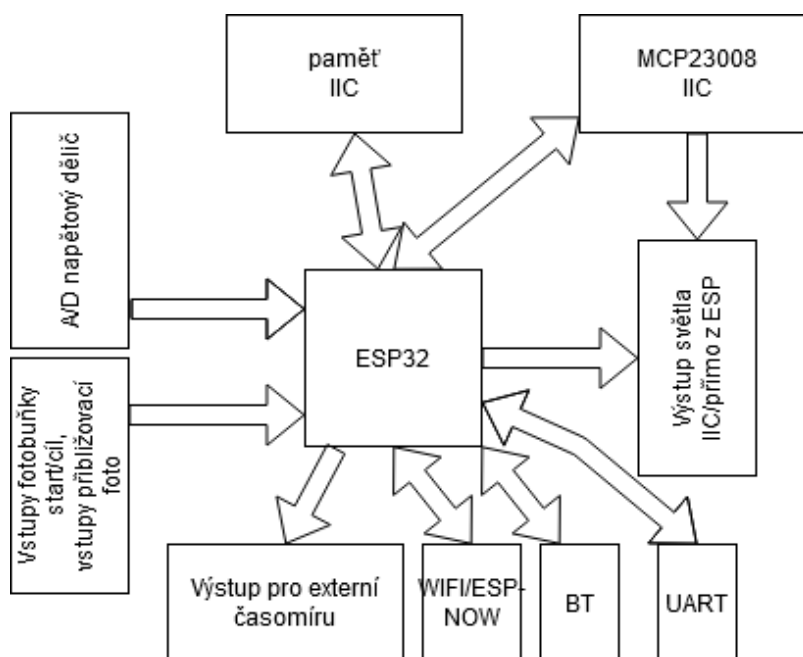 paměť
IIC
MCP23008
IIC
A/D napětový dělič
ESP32
Výstup světla
IIC/přímo z ESP
Vstupy fotobuňky
start/cíl,
vstupy přibližovací
foto
Výstup pro externí
časomíru
WIFI/ESP-
NOW
BT
UART